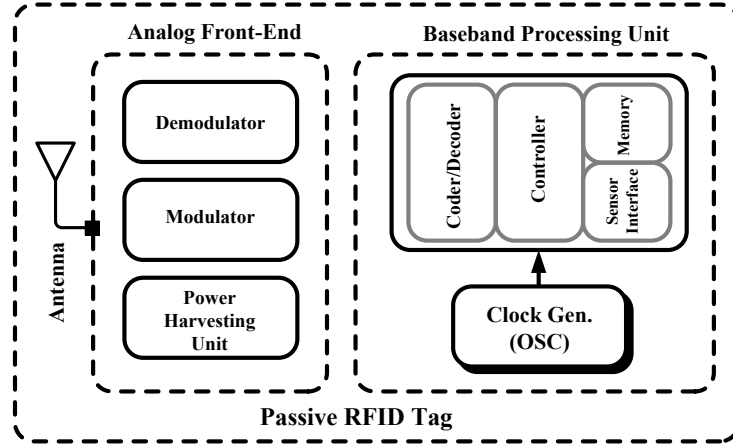 Analog Front-End
Baseband Processing Unit
Demodulator
Modulator
Power
Harvesting
Unit
Antenna
Coder/Decoder
Controller
Memory
Sensor
Interface
Clock Gen.
(OSC)
Passive RFID Tag